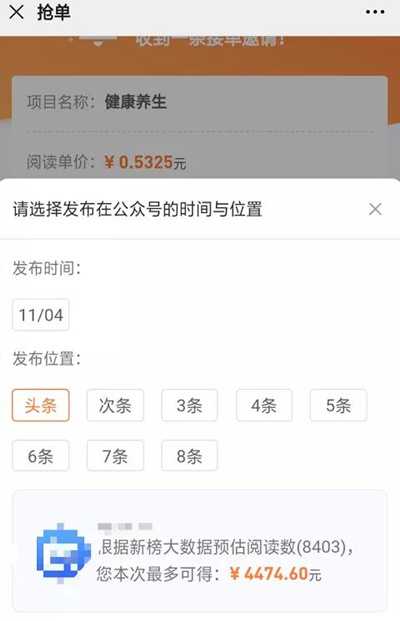 抢单
收到一条接单邀请!
项目名称：健康养生
阅读单价：¥0.5325元
请选择发布在公众号的时间与位置
发布时间：
11/04
发布位置：
头条 次条 3条 4条 5条
6条 7条 8条
根据新榜大数据预估阅读数(8403)，
您本次最多可得：¥4474.60元